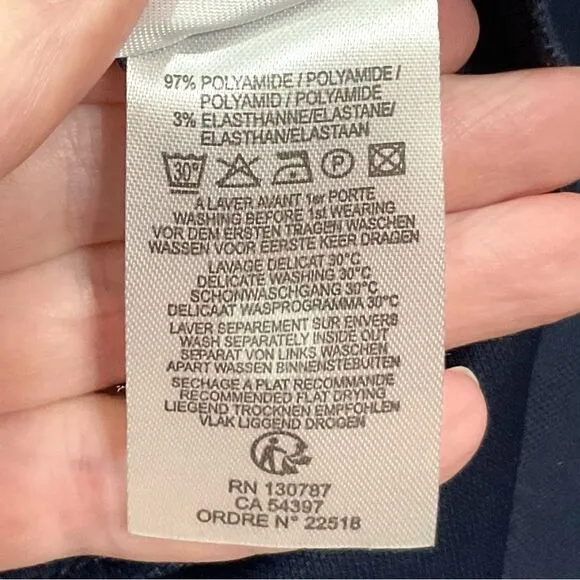 97% POLYAMIDE / POLYAMIDE /
POLYAMID / POLYAMIDE
3% ELASTHANNE/ELASTANE/
ELASTHAN/ELASTAAN
30° P
A LAVER AVANT 1er PORTE
WASHING BEFORE 1st WEARING
VOR DEM ERSTEN TRAGEN WASCHEN
WASSEN VOOR EERSTE KEER DRAGEN
LAVAGE DELICAT 30°C
DELICATE WASHING 30°C
SCHONWASCHGANG 30°C
DELICAAT WASPROGRAMMA 30°C
LAVER SEPAREMENT SUR ENVERS
WASH SEPARATELY INSIDE OUT
SEPARAT VON LINKS WASCHEN
APART WASSEN BINNENSTEBUITEN
SECHAGE A PLAT RECOMMANDE
RECOMMENDED FLAT DRYING
LIEGEND TROCKNEN EMPFOHLEN
VLAK LIGGEND DROGEN
RN 130787
CA 54397
ORDRE N° 22518